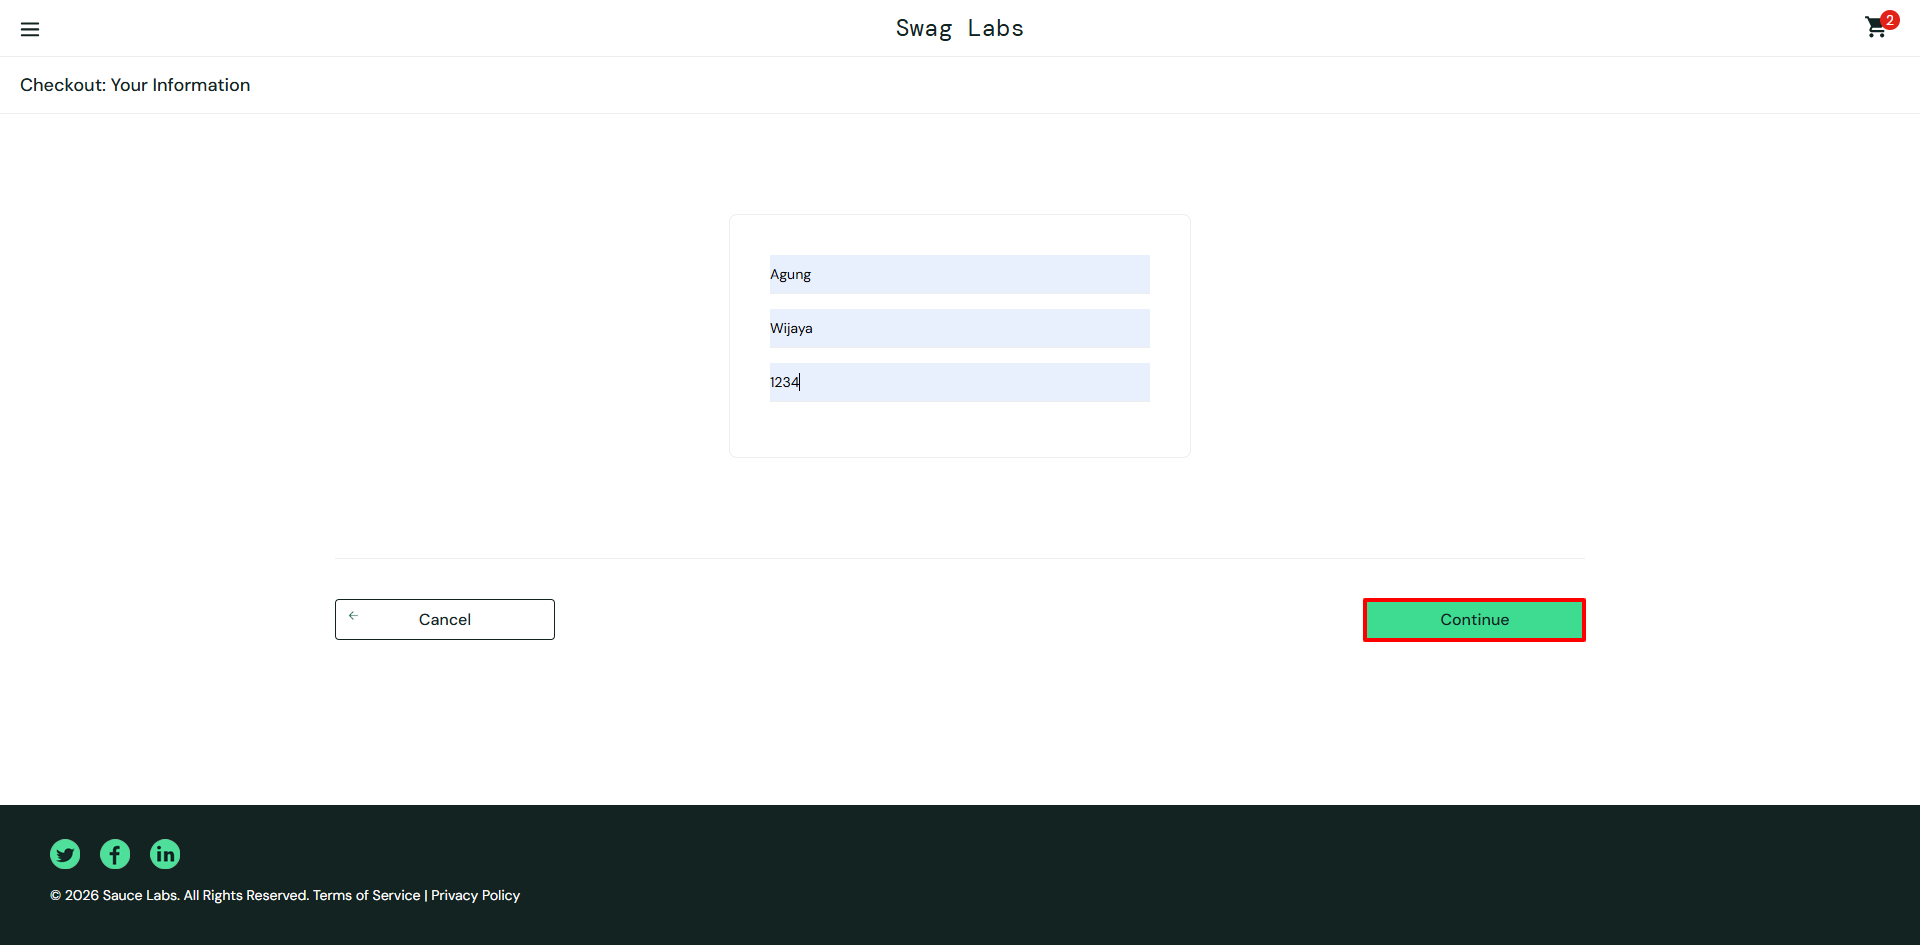 Swag Labs
2
Checkout: Your Information
Agung
Wijaya
1234
Cancel
Continue
© 2026 Sauce Labs. All Rights Reserved. Terms of Service | Privacy Policy